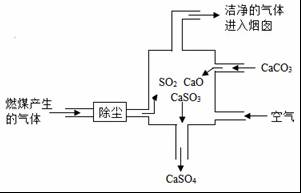 洁净的气体
进入烟囱
CaCO₃
SO₂ CaO
CaSO₃
燃煤产生
的气体
除尘
空气
CaSO₄